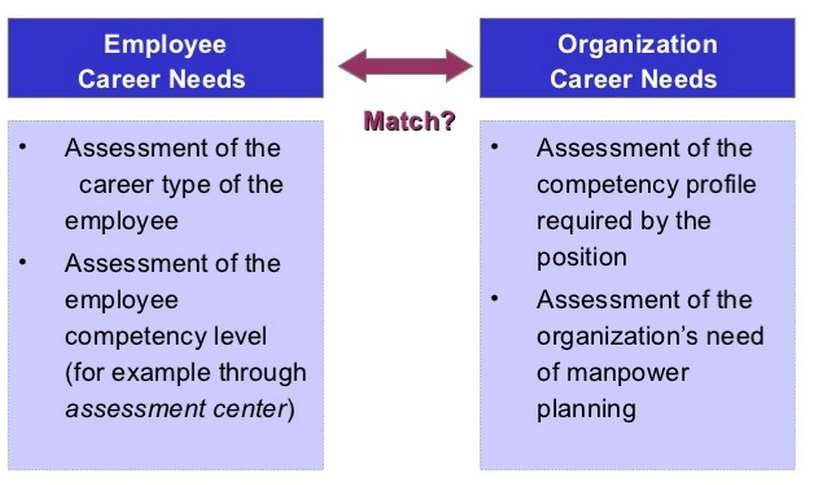 Employee
Career Needs
Match?
Organization
Career Needs
• Assessment of the
career type of the
employee
• Assessment of the
employee
competency level
(for example through
assessment center)
• Assessment of the
competency profile
required by the
position
• Assessment of the
organization's need
of manpower
planning